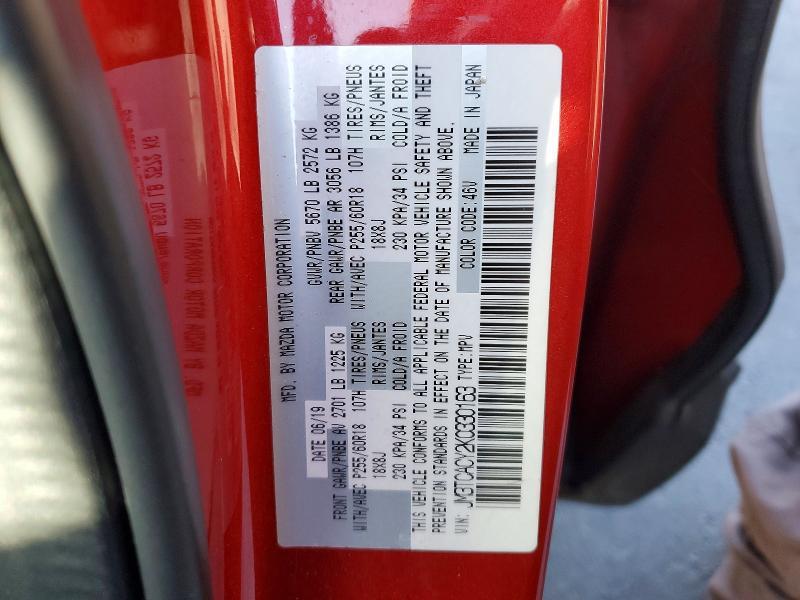 MFD. BY MAZDA MOTOR CORPORATION
DATE 06/19 GVWR/PNBV 5670 LB 2572 KG
FRONT GAWR/PNBE AV 2701 LB 1225 KG REAR GAWR/PNBE AR 3056 LB 1386 KG
WITH/AVEC P255/60R18 107H TIRES/PNEUS WITH/AVEC P255/60R18 107H TIRES/PNEUS
18X8J RIMS/JANTES 18X8J RIMS/JANTES
230 KPA/34 PSI COLD/A FROID 230 KPA/34 PSI COLD/A FROID
THIS VEHICLE CONFORMS TO ALL APPLICABLE FEDERAL MOTOR VEHICLE SAFETY AND THEFT
PREVENTION STANDARDS IN EFFECT ON THE DATE OF MANUFACTURE SHOWN ABOVE.
VIN: JM3TCACY2K0330163 TYPE:MPV COLOR CODE:46V MADE IN JAPAN